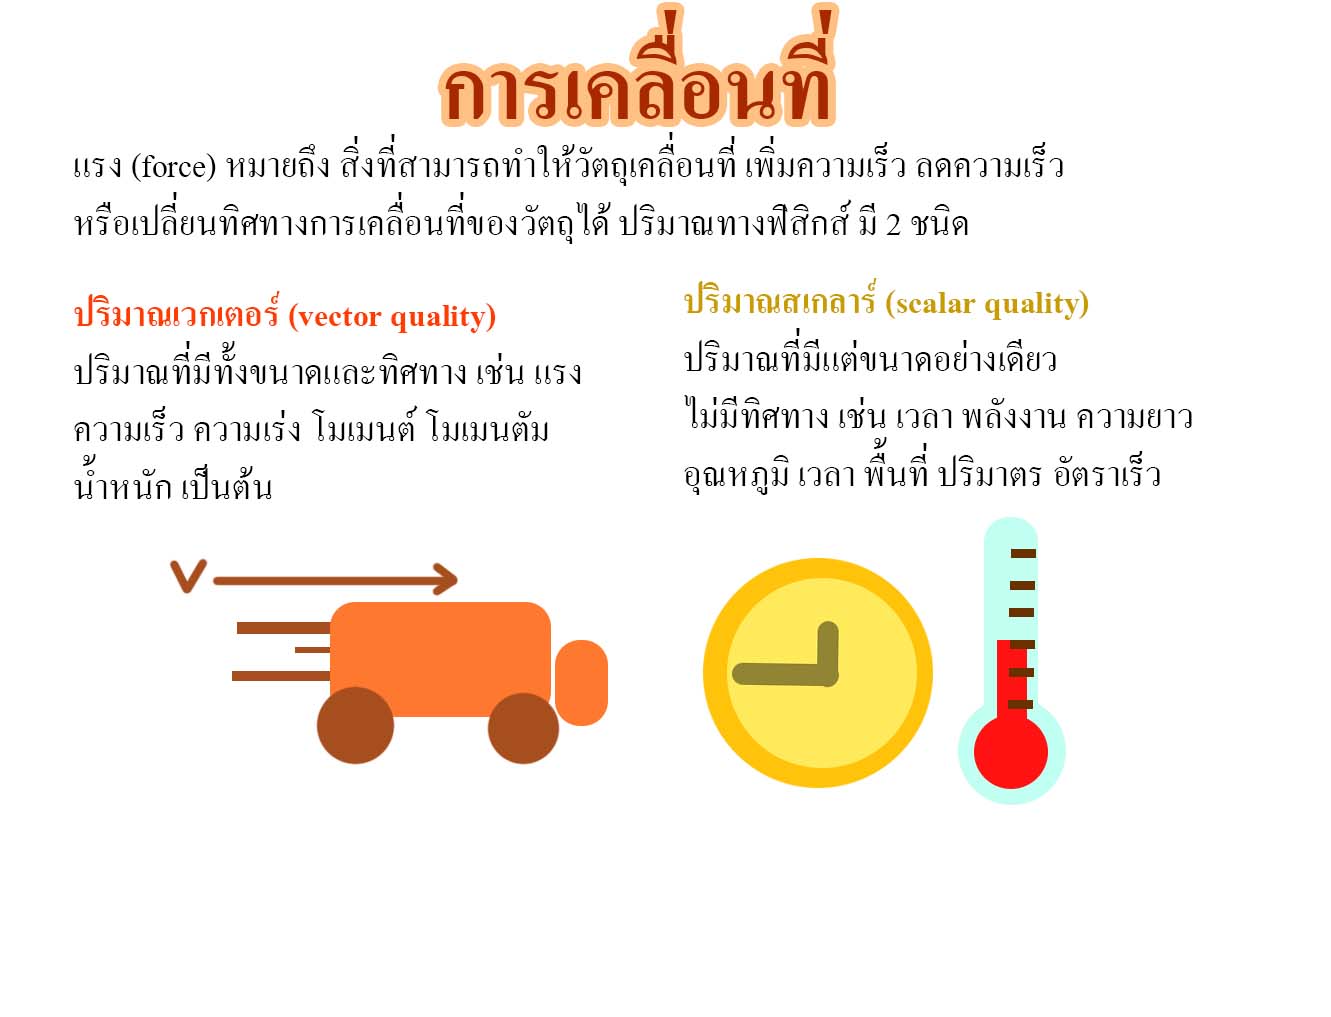 การเคลื่อนที่
แรง (force) หมายถึง สิ่งที่สามารถทำให้วัตถุเคลื่อนที่ เพิ่มความเร็ว ลดความเร็ว
หรือเปลี่ยนทิศทางการเคลื่อนที่ของวัตถุได้ ปริมาณทางฟิสิกส์ มี 2 ชนิด
ปริมาณเวกเตอร์ (vector quality)
ปริมาณที่มีทั้งขนาดและทิศทาง เช่น แรง
ความเร็ว ความเร่ง โมเมนต์ โมเมนตัม
น้ำหนัก เป็นต้น
ปริมาณสเกลาร์ (scalar quality)
ปริมาณที่มีแต่ขนาดอย่างเดียว
ไม่มีทิศทาง เช่น เวลา พลังงาน ความยาว
อุณหภูมิ เวลา พื้นที่ ปริมาตร อัตราเร็ว
V